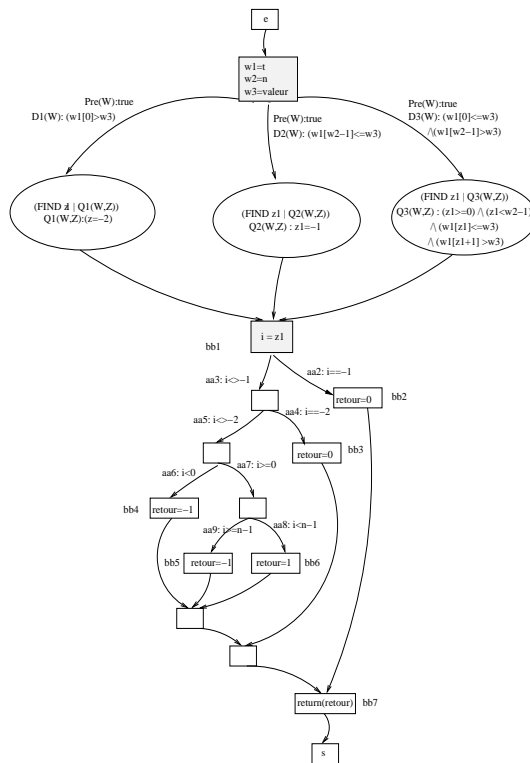 e
w1=t
w2=n
w3=valeur
Pre(W):true
D1(W): (w1[0]>w3)
Pre(W):true
D2(W): (w1[w2−1]<=w3)
Pre(W):true
D3(W): (w1[0]<=w3)
/\(w1[w2−1]>w3)
(FIND z1 | Q1(W,Z))
Q1(W,Z):(z=−2)
(FIND z1 | Q2(W,Z))
Q2(W,Z) : z1=−1
(FIND z1 | Q3(W,Z))
Q3(W,Z) : (z1>=0) /\ (z1<w2−1)
/\ (w1[z1]<=w3)
/\ (w1[z1+1] >w3)
i = z1
bb1
aa3: i<>−1
aa2: i==−1
retour=0
bb2
aa5: i<>−2
aa4: i==−2
retour=0
bb3
aa6: i<0
aa7: i>=0
bb4
retour=−1
aa9: i>=n−1
aa8: i<n−1
bb5
retour=−1
retour=1
bb6
return(retour)
bb7
s